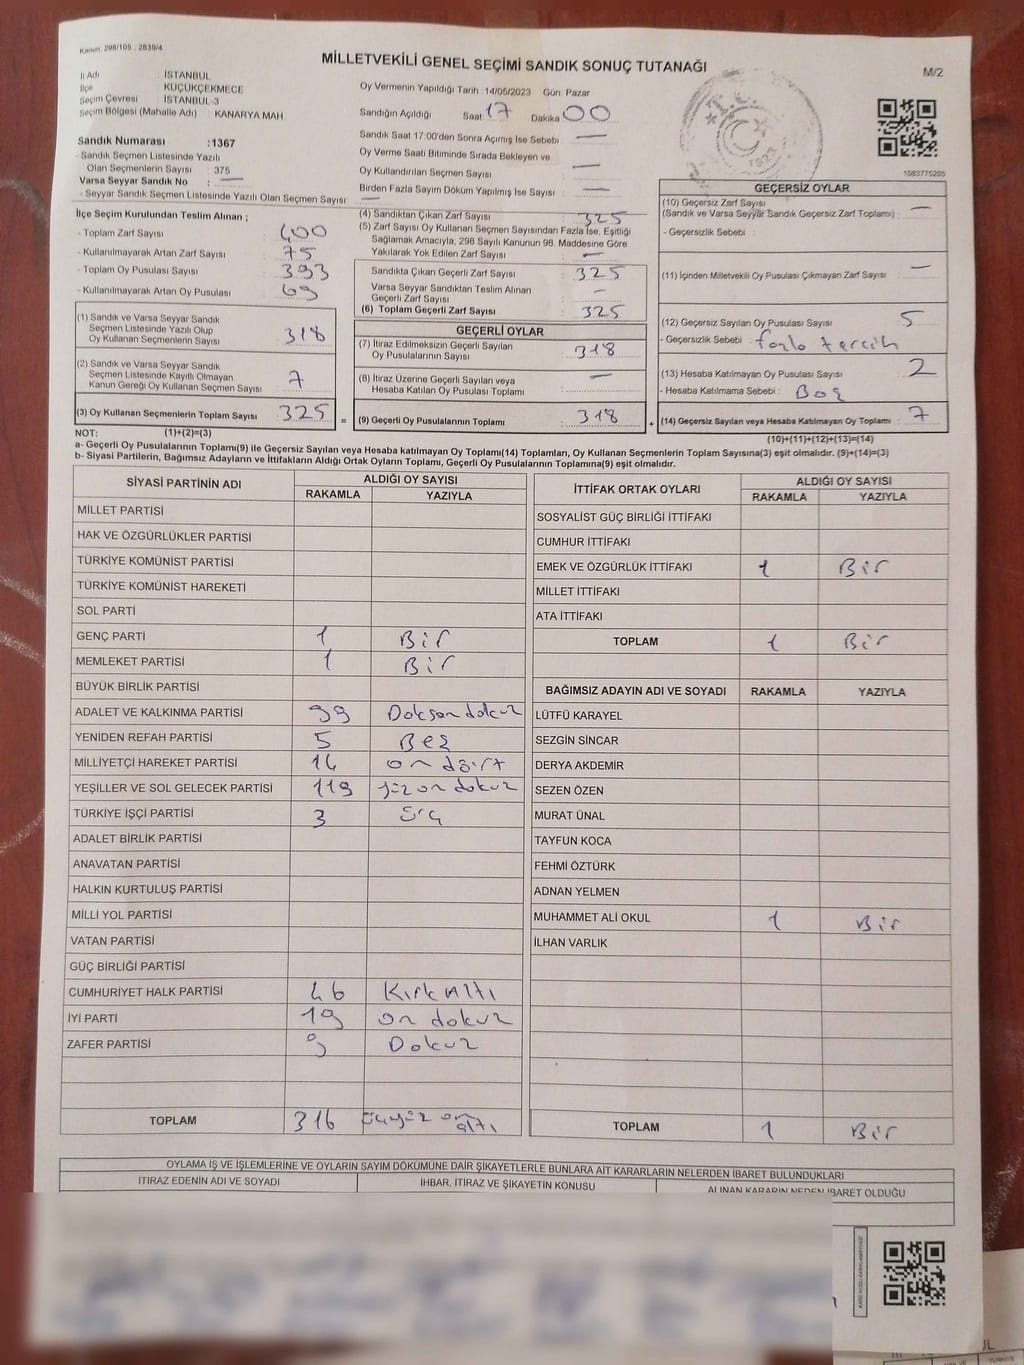 Kanun. 298/105 : 2839/4
MİLLETVEKİLİ GENEL SEÇİMİ SANDIK SONUÇ TUTANAĞI
M/2
İl Adı : İSTANBUL
İlçe : KÜÇÜKÇEKMECE
Seçim Çevresi : İSTANBUL-3
Seçim Bölgesi (Mahalle Adı) : KANARYA MAH.
Sandık Numarası : 1367
- Sandık Seçmen Listesinde Yazılı
Olan Seçmenlerin Sayısı : 375
Varsa Seyyar Sandık No : —
- Seyyar Sandık Seçmen Listesinde Yazılı Olan Seçmen Sayısı : —
Oy Vermenin Yapıldığı Tarih 14/05/2023 Gün: Pazar
Sandığın Açıldığı Saat 17 Dakika 00
Sandık Saat 17:00'den Sonra Açımış İse Sebebi —
Oy Verme Saati Bitiminde Sırada Bekleyen ve
Oy Kullandırılan Seçmen Sayısı : —
Birden Fazla Sayım Döküm Yapılmış İse Sayısı : —
T.C.
1923
1083775295
İlçe Seçim Kurulundan Teslim Alınan ;
- Toplam Zarf Sayısı : 400
- Kullanılmayarak Artan Zarf Sayısı : 75
- Toplam Oy Pusulası Sayısı : 393
- Kullanılmayarak Artan Oy Pusulası : 69
(1) Sandık ve Varsa Seyyar Sandık
Seçmen Listesinde Yazılı Olup
Oy Kullanan Seçmenlerin Sayısı : 318
(2) Sandık ve Varsa Seyyar Sandık
Seçmen Listesinde Kayıtlı Olmayan
Kanun Gereği Oy Kullanan Seçmen Sayısı : 7
(3) Oy Kullanan Seçmenlerin Toplam Sayısı : 325
(4) Sandıktan Çıkan Zarf Sayısı : 325
(5) Zarf Sayısı Oy Kullanan Seçmen Sayısından Fazla İse, Eşitliği
Sağlamak Amacıyla, 298 Sayılı Kanunun 98. Maddesine Göre
Yakılarak Yok Edilen Zarf Sayısı : —
Sandıkta Çıkan Geçerli Zarf Sayısı : 325
Varsa Seyyar Sandıktan Teslim Alınan
Geçerli Zarf Sayısı : —
(6) Toplam Geçerli Zarf Sayısı : 325
GEÇERLİ OYLAR
(7) İtiraz Edilmeksizin Geçerli Sayılan
Oy Pusulalarının Sayısı : 318
(8) İtiraz Üzerine Geçerli Sayılan veya
Hesaba Katılan Oy Pusulası Toplamı : —
= (9) Geçerli Oy Pusulalarının Toplamı : 318 +
GEÇERSİZ OYLAR
(10) Geçersiz Zarf Sayısı
(Sandık ve Varsa Seyyar Sandık Geçersiz Zarf Toplamı) : —
- Geçersizlik Sebebi :
(11) İçinden Milletvekili Oy Pusulası Çıkmayan Zarf Sayısı : —
(12) Geçersiz Sayılan Oy Pusulası Sayısı : 5
- Geçersizlik Sebebi : fazla tercih
(13) Hesaba Katılmayan Oy Pusulası Sayısı : 2
- Hesaba Katılmama Sebebi : Boş
(14) Geçersiz Sayılan veya Hesaba Katılmayan Oy Toplamı : 7
NOT: (1)+(2)=(3) (10)+(11)+(12)+(13)=(14)
a- Geçerli Oy Pusulalarının Toplamı(9) ile Geçersiz Sayılan veya Hesaba katılmayan Oy Toplamı(14) Toplamları, Oy Kullanan Seçmenlerin Toplam Sayısına(3) eşit olmalıdır. (9)+(14)=(3)
b- Siyasi Partilerin, Bağımsız Adayların ve İttifakların Aldığı Ortak Oyların Toplamı, Geçerli Oy Pusulalarının Toplamına(9) eşit olmalıdır.
SİYASİ PARTİNİN ADI ALDIĞI OY SAYISI
RAKAMLA YAZIYLA
MİLLET PARTİSİ
HAK VE ÖZGÜRLÜKLER PARTİSİ
TÜRKİYE KOMÜNİST PARTİSİ
TÜRKİYE KOMÜNİST HAREKETİ
SOL PARTİ
GENÇ PARTİ 1 Bir
MEMLEKET PARTİSİ 1 Bir
BÜYÜK BİRLİK PARTİSİ
ADALET VE KALKINMA PARTİSİ 99 Doksan dokuz
YENİDEN REFAH PARTİSİ 5 Beş
MİLLİYETÇİ HAREKET PARTİSİ 14 on dört
YEŞİLLER VE SOL GELECEK PARTİSİ 119 yüz on dokuz
TÜRKİYE İŞÇİ PARTİSİ 3 üç
ADALET BİRLİK PARTİSİ
ANAVATAN PARTİSİ
HALKIN KURTULUŞ PARTİSİ
MİLLİ YOL PARTİSİ
VATAN PARTİSİ
GÜÇ BİRLİĞİ PARTİSİ
CUMHURİYET HALK PARTİSİ 46 Kırk Altı
İYİ PARTİ 19 on dokuz
ZAFER PARTİSİ 9 Dokuz
TOPLAM 316 üçyüz on altı
İTTİFAK ORTAK OYLARI ALDIĞI OY SAYISI
RAKAMLA YAZIYLA
SOSYALİST GÜÇ BİRLİĞİ İTTİFAKI
CUMHUR İTTİFAKI
EMEK VE ÖZGÜRLÜK İTTİFAKI 1 Bir
MİLLET İTTİFAKI
ATA İTTİFAKI
TOPLAM 1 Bir
BAĞIMSIZ ADAYIN ADI VE SOYADI RAKAMLA YAZIYLA
LÜTFÜ KARAYEL
SEZGİN SİNCAR
DERYA AKDEMİR
SEZEN ÖZEN
MURAT ÜNAL
TAYFUN KOCA
FEHMİ ÖZTÜRK
ADNAN YELMEN
MUHAMMET ALİ OKUL 1 Bir
İLHAN VARLIK
TOPLAM 1 Bir
OYLAMA İŞ VE İŞLEMLERİNE VE OYLARIN SAYIM DÖKÜMÜNE DAİR ŞİKAYETLERLE BUNLARA AİT KARARLARIN NELERDEN İBARET BULUNDUKLARI
İTİRAZ EDENİN ADI VE SOYADI İHBAR, İTİRAZ VE ŞİKAYETİN KONUSU ALINAN KARARIN NEDEN İBARET OLDUĞU